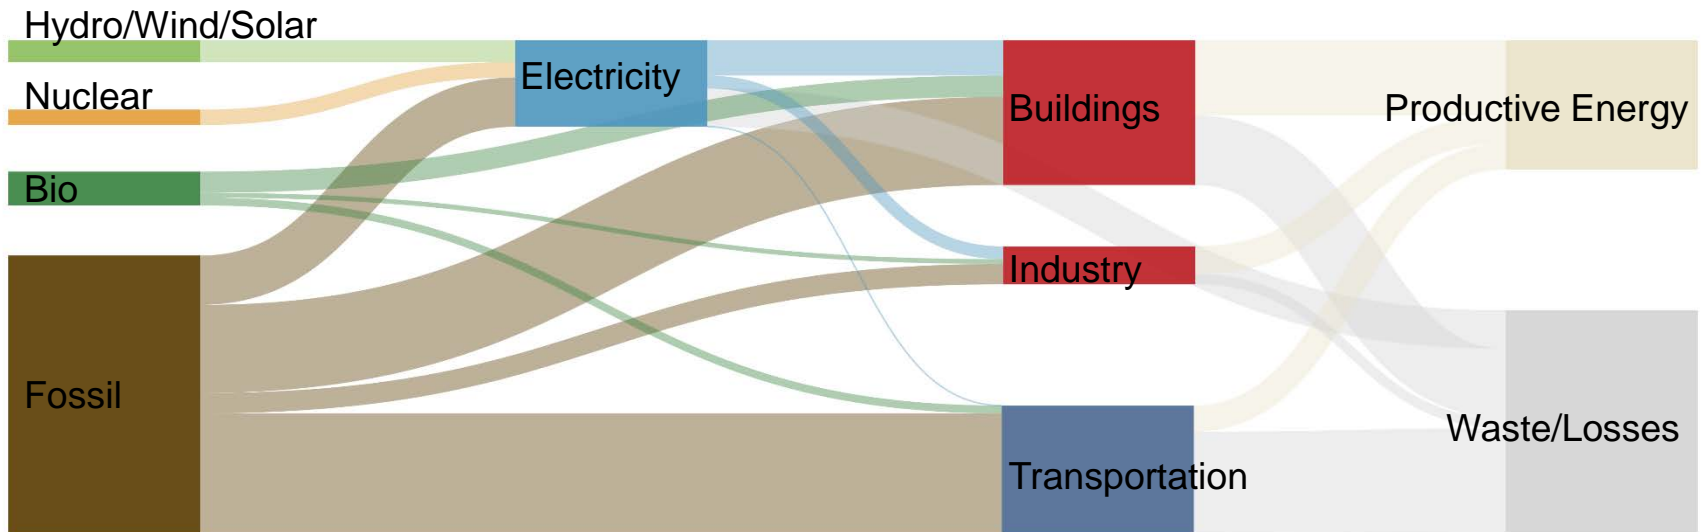 Hydro/Wind/Solar
Nuclear
Bio
Fossil
Electricity
Buildings
Industry
Transportation
Productive Energy
Waste/Losses